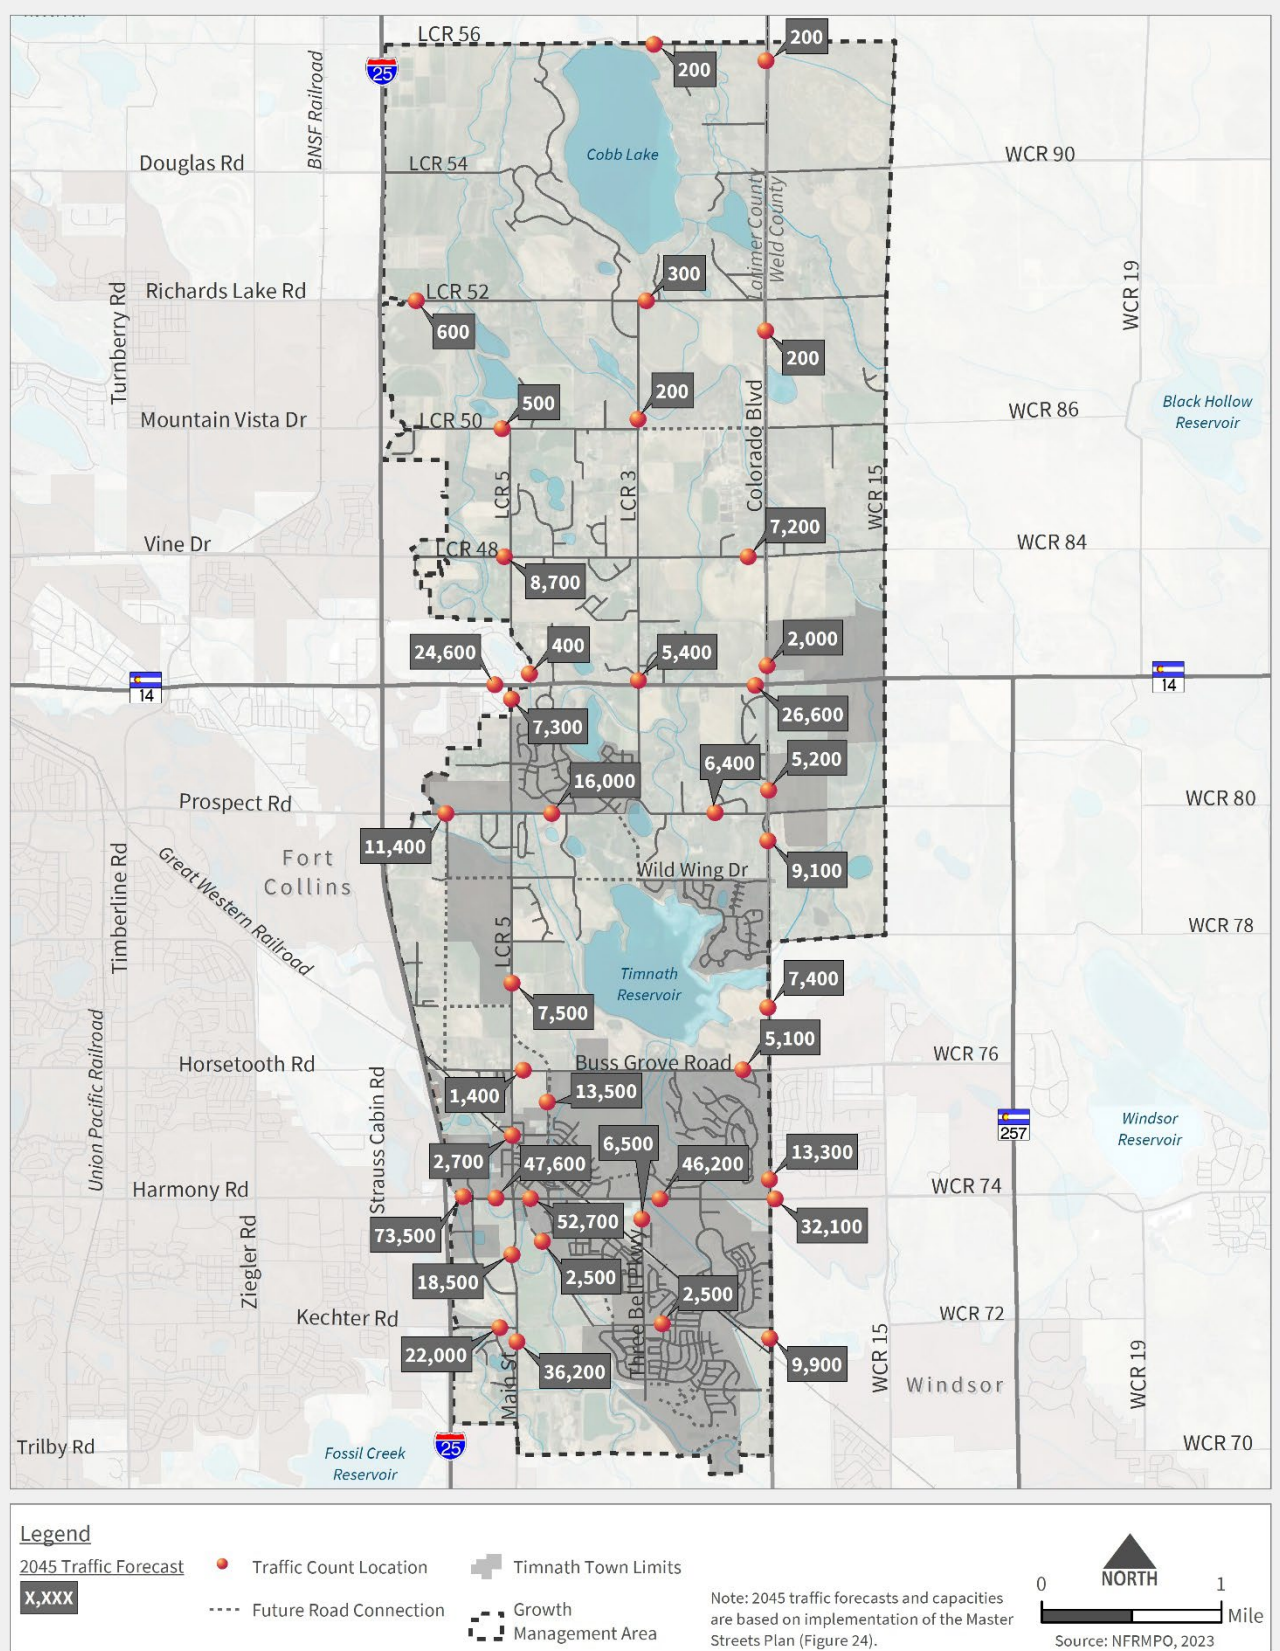 LCR 56
200
200
25
BNSF Railroad
Cobb Lake
Douglas Rd
LCR 54
WCR 90
Larimer County
Weld County
300
Richards Lake Rd
LCR 52
WCR 19
Turnberry Rd
600
200
500
200
Colorado Blvd
Mountain Vista Dr
LCR 50
WCR 86
Black Hollow
Reservoir
LCR 5
LCR 3
WCR 15
7,200
Vine Dr
LCR 48
WCR 84
8,700
24,600
400
5,400
2,000
14
14
7,300
26,600
6,400
5,200
16,000
Prospect Rd
WCR 80
11,400
Fort
Collins
Great Western Railroad
Wild Wing Dr
9,100
Timberline Rd
LCR 5
WCR 78
Timnath
Reservoir
7,400
7,500
Union Pacific Railroad
5,100
Horsetooth Rd
Buss Grove Road
WCR 76
1,400
13,500
Strauss Cabin Rd
257
Windsor
Reservoir
2,700
47,600
6,500
46,200
13,300
Harmony Rd
WCR 74
73,500
52,700
32,100
Ziegler Rd
18,500
2,500
Three Bell Pkwy
2,500
Kechter Rd
WCR 72
22,000
36,200
9,900
Main St
WCR 15
WCR 19
Windsor
Trilby Rd
25
Fossil Creek
Reservoir
WCR 70
Legend
2045 Traffic Forecast
X,XXX
Traffic Count Location
Future Road Connection
Timnath Town Limits
Growth
Management Area
Note: 2045 traffic forecasts and capacities
are based on implementation of the Master
Streets Plan (Figure 24).
NORTH
0 1
Mile
Source: NFRMPO, 2023